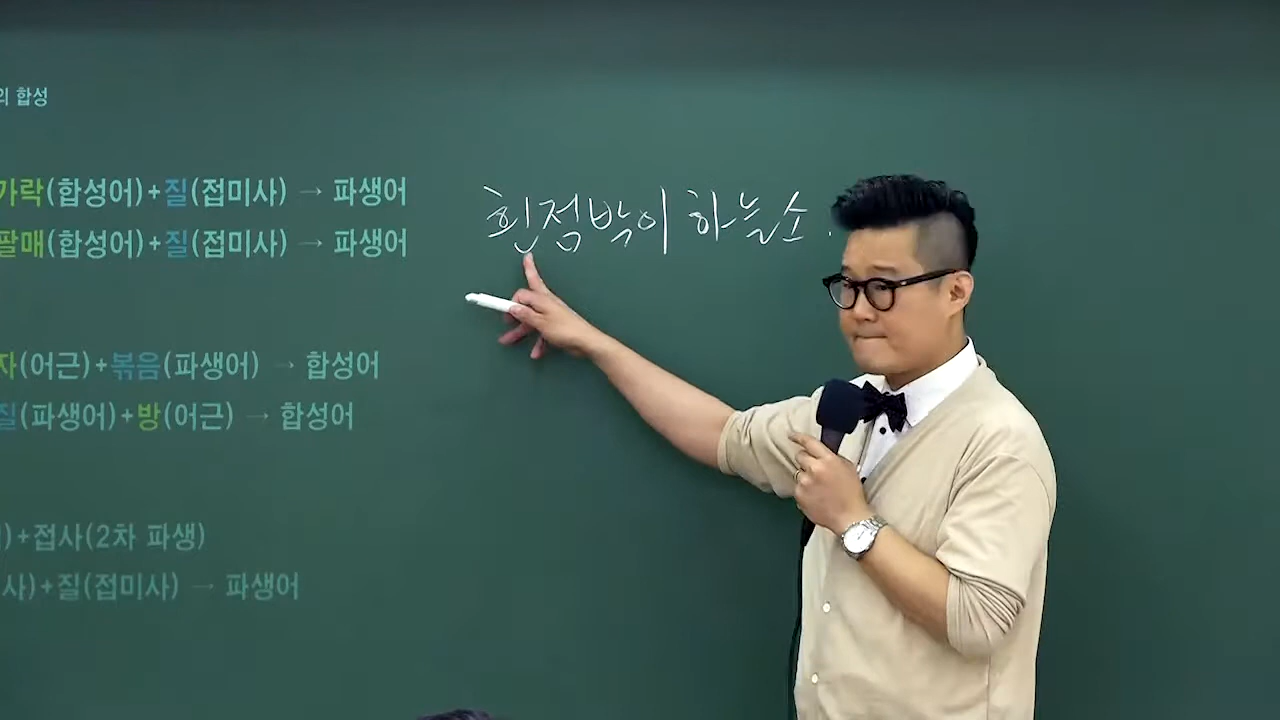 의 합성
가락(합성어)+질(접미사) → 파생어
팔매(합성어)+질(접미사) → 파생어
흰점박이 하늘소.
자(어근)+볶음(파생어) → 합성어
질(파생어)+방(어근) → 합성어
)+접사(2차 파생)
사)+질(접미사) → 파생어